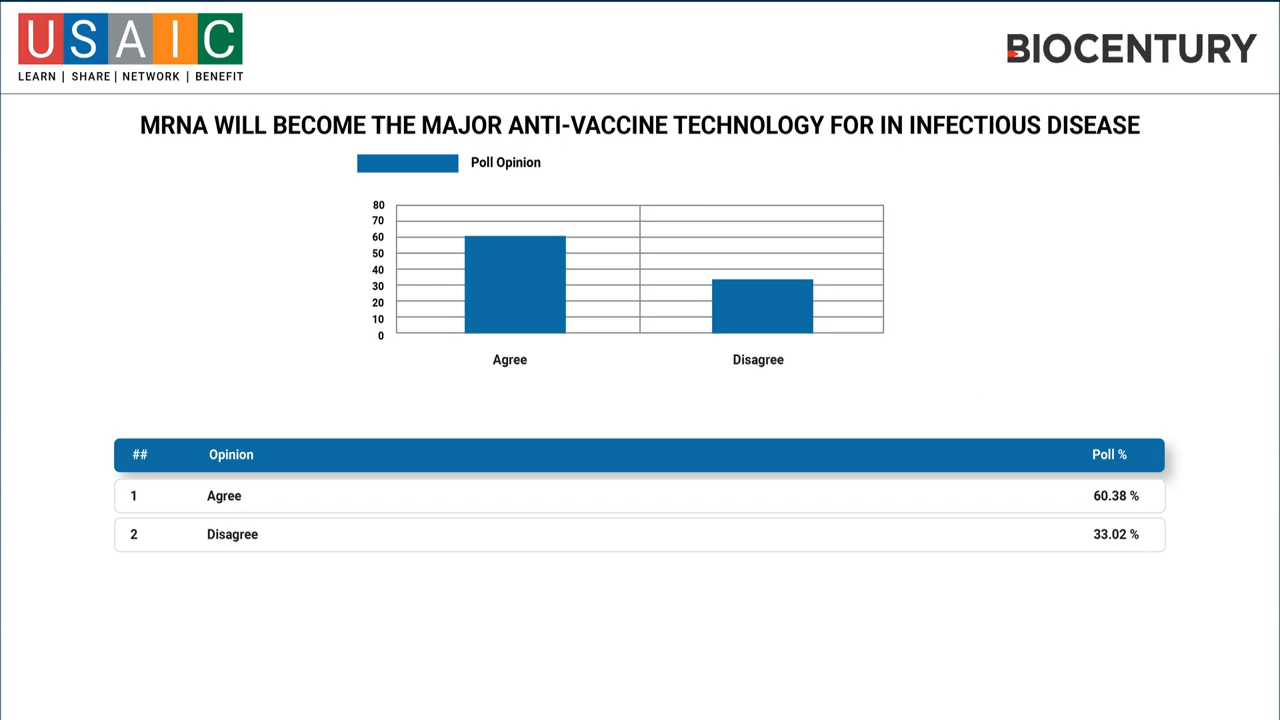 USAIC
LEARN | SHARE | NETWORK | BENEFIT
BIOCENTURY
MRNA WILL BECOME THE MAJOR ANTI-VACCINE TECHNOLOGY FOR IN INFECTIOUS DISEASE
Poll Opinion
80
70
60
50
40
30
20
10
0
Agree Disagree
## Opinion Poll %
1 Agree 60.38 %
2 Disagree 33.02 %